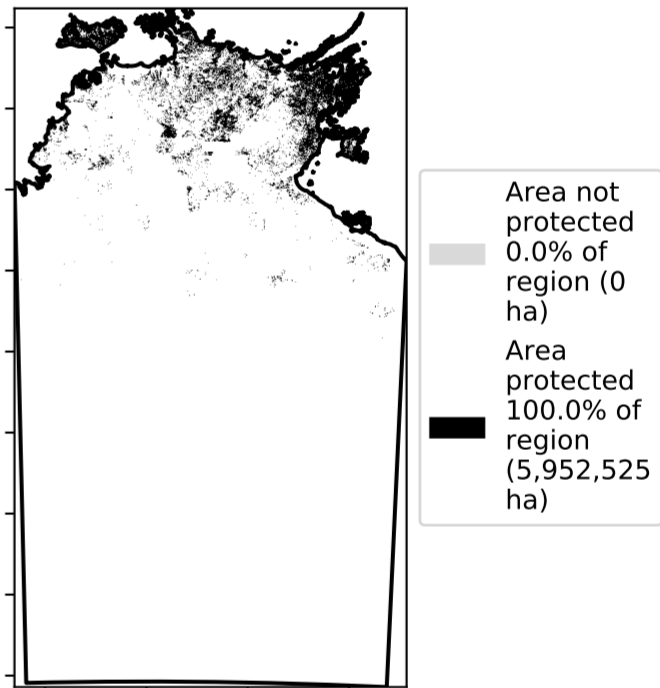 Area not
protected
0.0% of
region (0
ha)
Area
protected
100.0% of
region
(5,952,525
ha)